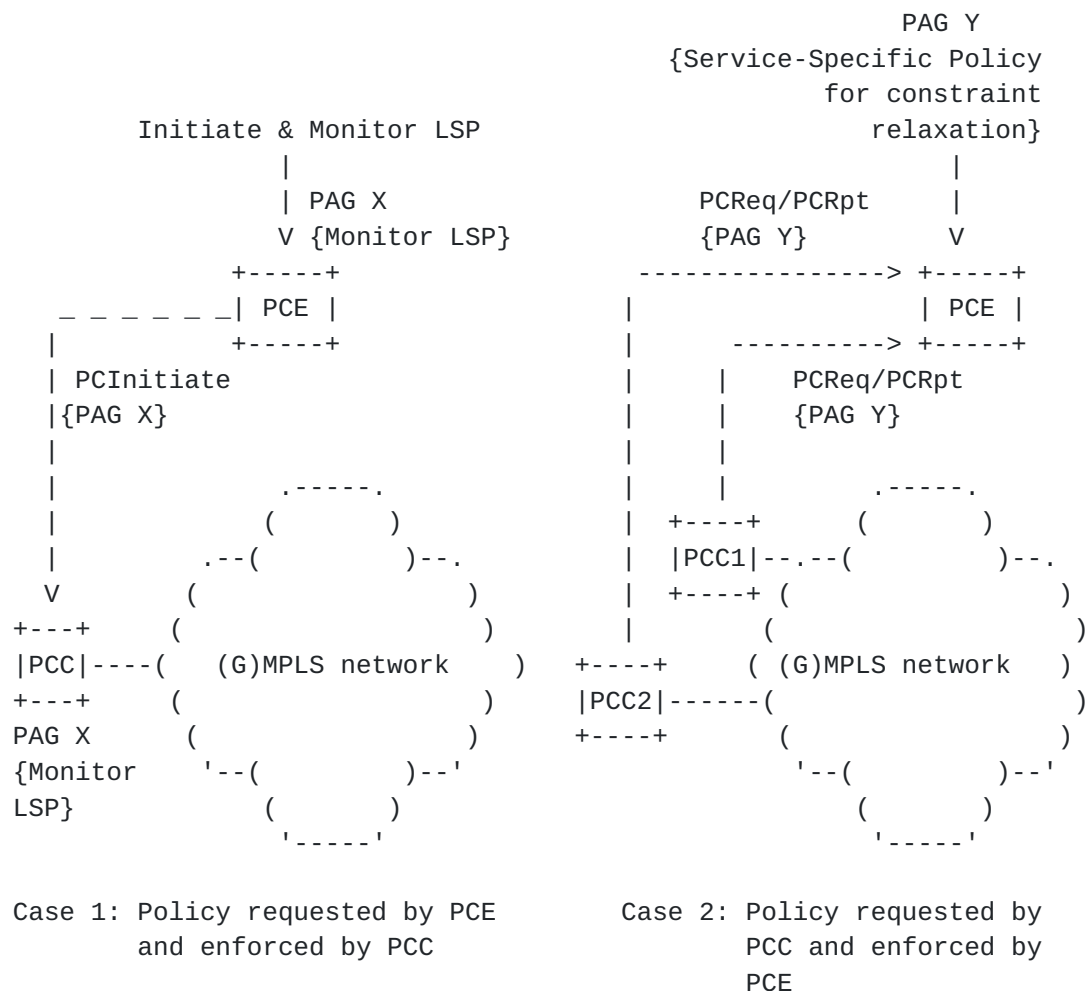 PAG Y
                                          {Service-Specific Policy
                                                    for constraint
        Initiate & Monitor LSP                         relaxation}
                 |                                          |
                 | PAG X                    PCReq/PCRpt     |
                 V {Monitor LSP}            {PAG Y}         V
              +-----+                   ----------------> +-----+
   _ _ _ _ _ _| PCE |                  |                  | PCE |
  |           +-----+                  |     ----------> +-----+
  | PCInitiate                         |     |    PCReq/PCRpt
  |{PAG X}                             |     |    {PAG Y}
  |                                    |     |
  |              .-----.               |     |         .-----.
  |             (       )              |  +----+      (       )
  |         .--(         )--.          |  |PCC1|--.--(         )--.
  V        (                 )         |  +----+ (                 )
+---+     (                   )        |        (                   )
|PCC|----(   (G)MPLS network    )   +----+     ( (G)MPLS network   )
+---+     (                   )     |PCC2|------(                   )
PAG X      (                 )      +----+       (                 )
{Monitor    '--(         )--'                     '--(         )--'
LSP}            (       )                             (       )
                 '-----'                               '-----'

Case 1: Policy requested by PCE        Case 2: Policy requested by
        and enforced by PCC                    PCC and enforced by
                                               PCE